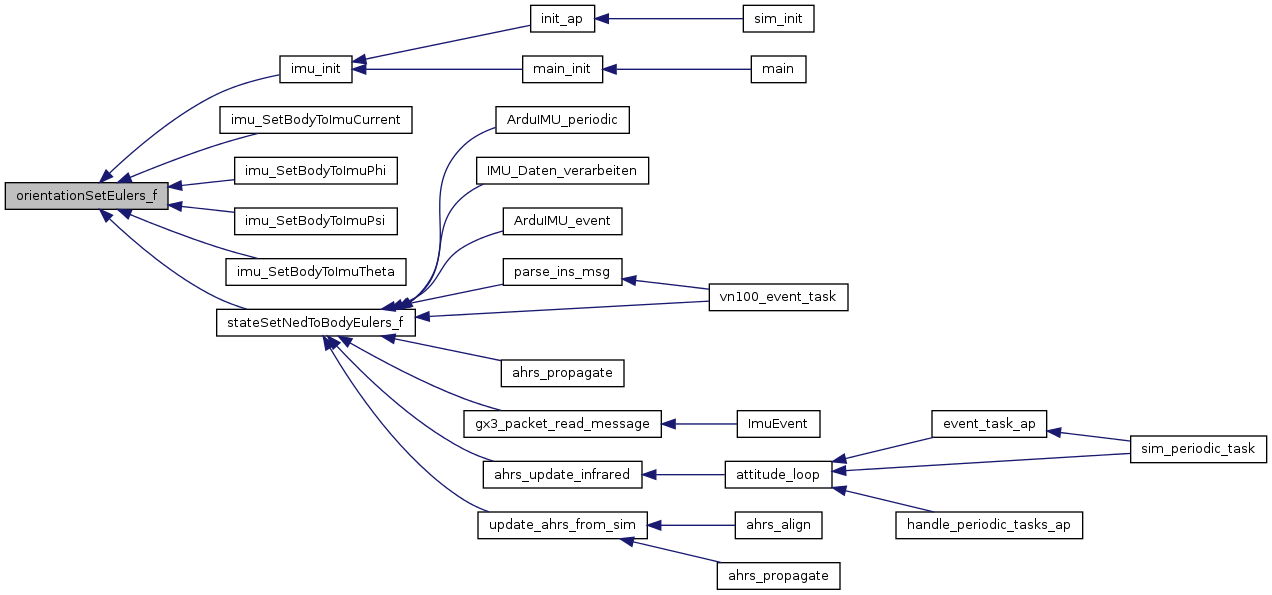 init_ap
sim_init
imu_init
main_init
main
imu_SetBodyToImuCurrent
ArduIMU_periodic
imu_SetBodyToImuPhi
IMU_Daten_verarbeiten
orientationSetEulers_f
imu_SetBodyToImuPsi
ArduIMU_event
imu_SetBodyToImuTheta
parse_ins_msg
vn100_event_task
stateSetNedToBodyEulers_f
ahrs_propagate
gx3_packet_read_message
ImuEvent
event_task_ap
sim_periodic_task
ahrs_update_infrared
attitude_loop
update_ahrs_from_sim
ahrs_align
handle_periodic_tasks_ap
ahrs_propagate